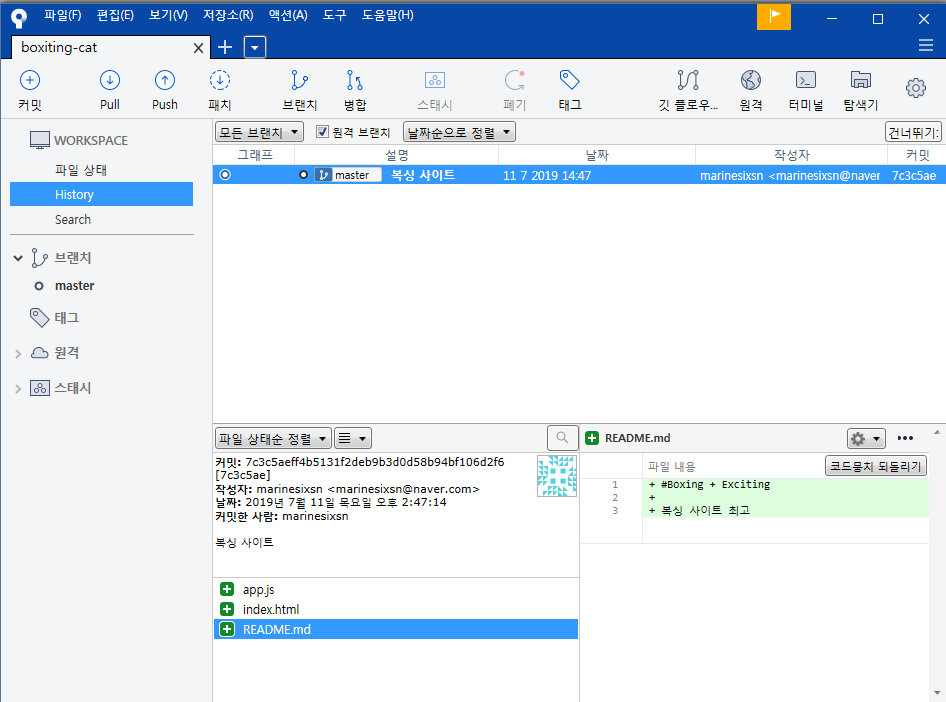 파일(F) 편집(E) 보기(V) 저장소(R) 액션(A) 도구 도움말(H)
boxiting-cat
커밋 Pull Push 패치 브랜치 병합 스태시 폐기 태그 깃 플로우... 원격 터미널 탐색기
WORKSPACE
파일 상태
History
Search
브랜치
master
태그
원격
스태시
모든 브랜치 원격 브랜치 날짜순으로 정렬 건너뛰기:
그래프 설명 날짜 작성자 커밋
master 복싱 사이트 11 7 2019 14:47 marinesixsn <marinesixsn@naver 7c3c5ae
파일 상태순 정렬
커밋: 7c3c5aeff4b5131f2deb9b3d0d58b94bf106d2f6
[7c3c5ae]
작성자: marinesixsn <marinesixsn@naver.com>
날짜: 2019년 7월 11일 목요일 오후 2:47:14
커밋한 사람: marinesixsn
복싱 사이트
app.js
index.html
README.md
README.md
파일 내용 코드뭉치 되돌리기
1 + #Boxing + Exciting
2 +
3 + 복싱 사이트 최고